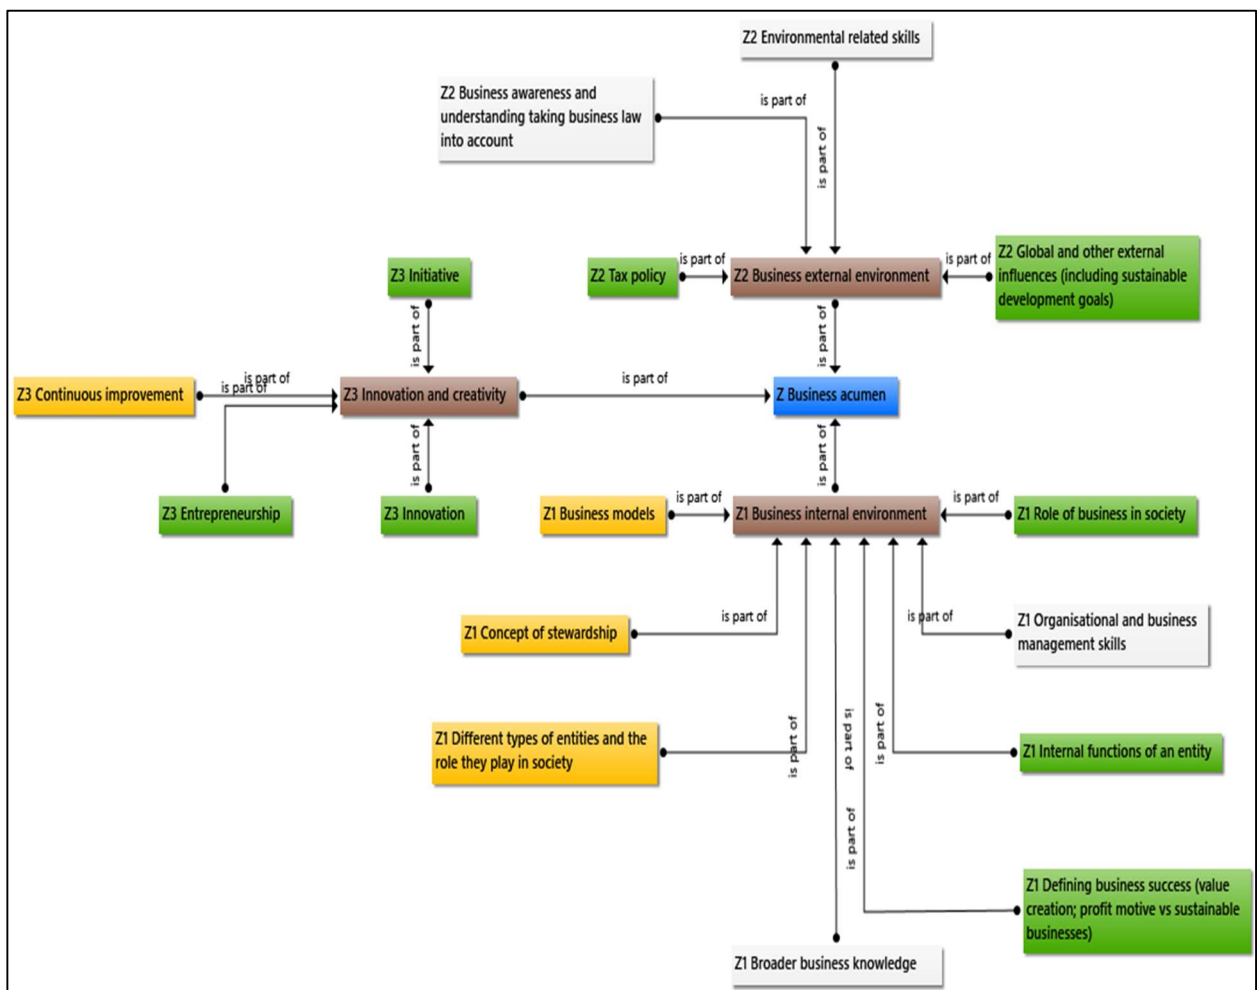 Z2 Environmental related skills
Z2 Business awareness and
understanding taking business law
into account
is part of
is part of
Z3 Initiative
Z2 Tax policy
is part of
Z2 Business external environment
is part of
Z2 Global and other external
influences (including sustainable
development goals)
is part of
is part of
Z3 Continuous improvement
is part of
is part of
Z3 Innovation and creativity
is part of
Z Business acumen
is part of
is part of
Z3 Entrepreneurship
Z3 Innovation
Z1 Business models
is part of
Z1 Business internal environment
is part of
Z1 Role of business in society
Z1 Concept of stewardship
is part of
is part of
Z1 Organisational and business
management skills
Z1 Different types of entities and the
role they play in society
is part of
is part of
is part of
Z1 Internal functions of an entity
is part of
Z1 Defining business success (value
creation; profit motive vs sustainable
businesses)
Z1 Broader business knowledge